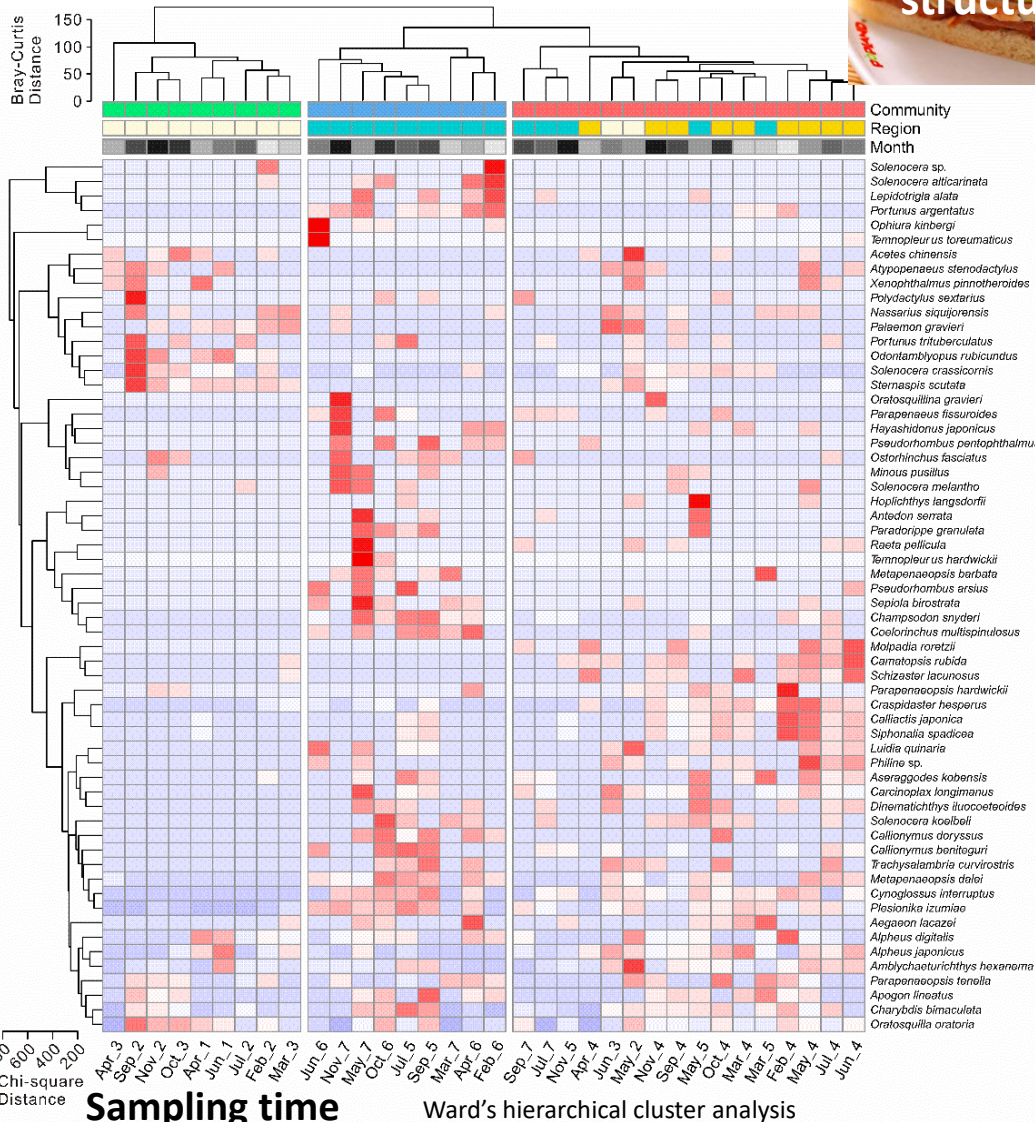 structu
Bray-Curtis
Distance
150
100
50
0
Community
Region
Month
Solenocera sp.
Solenocera alticarinata
Lepidotrigla alata
Portunus argentatus
Ophiura kinbergi
Temnopleurus toreumaticus
Acetes chinensis
Atypopenaeus stenodactylus
Xenophthalmus pinnotheroides
Polydactylus sextarius
Nassarius siquijorensis
Palaemon gravieri
Portunus trituberculatus
Odontamblyopus rubicundus
Solenocera crassicornis
Sternaspis scutata
Oratosquillina gravieri
Parapenaeus fissuroides
Hayashidonus japonicus
Pseudorhombus pentophthalmu
Ostorhinchus fasciatus
Minous pusillus
Solenocera melantho
Hoplichthys langsdorfii
Antedon serrata
Paradorippe granulata
Raeta pellicula
Temnopleurus hardwickii
Metapenaeopsis barbata
Pseudorhombus arsius
Sepiola birostrata
Champsodon snyderi
Coelorinchus multispinulosus
Molpadia roretzii
Camatopsis rubida
Schizaster lacunosus
Parapenaeopsis hardwickii
Craspidaster hesperus
Calliactis japonica
Siphonalia spadicea
Luidia quinaria
Philine sp.
Aseraggodes kobensis
Carcinoplax longimanus
Dinematichthys iluocoeteoides
Solenocera koelbeli
Callionymus doryssus
Callionymus beniteguri
Trachysalambria curvirostris
Metapenaeopsis dalei
Cynoglossus interruptus
Plesionika izumiae
Aegaeon lacazei
Alpheus digitalis
Alpheus japonicus
Amblychaeturichthys hexanema
Parapenaeopsis tenella
Apogon lineatus
Charybdis bimaculata
Oratosquilla oratoria
600
400
200
Chi-square
Distance
Apr_3 Sep_2 Nov_2 Oct_3 Apr_1 Jun_1 Jul_2 Feb_2 Mar_3 Jun_6 Nov_7 May_7 Oct_6 Jul_5 Sep_5 Mar_7 Apr_6 Feb_6 Sep_7 Jul_7 Nov_5 Apr_4 Jun_3 May_2 Nov_4 Sep_4 May_5 Oct_4 Mar_4 Mar_5 Feb_4 May_4 Jul_4 Jun_4
Sampling time
Ward's hierarchical cluster analysis